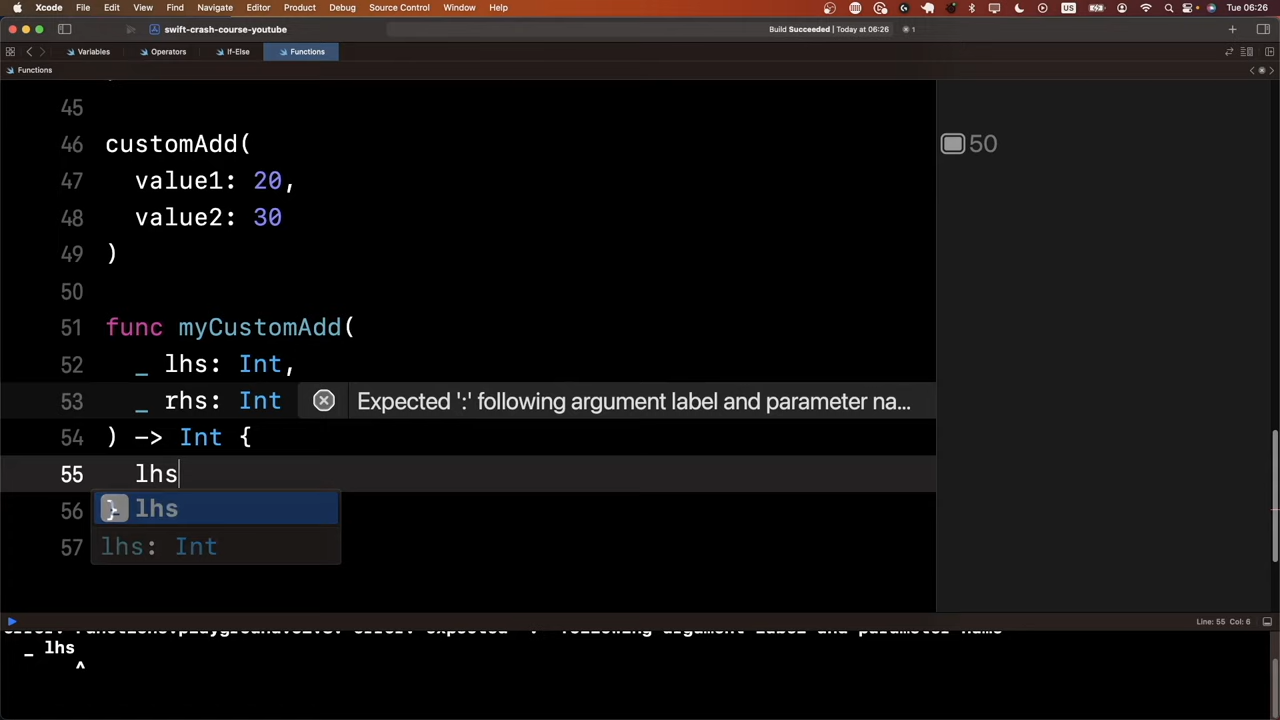 Xcode File Edit View Find Navigate Editor Product Debug Source Control Window Help Tue 06:26
swift-crash-course-youtube Build Succeeded | Today at 06:26 1
Variables Operators If-Else Functions
Functions
45
46 customAdd( 50
47 value1: 20,
48 value2: 30
49 )
50
51 func myCustomAdd(
52 _ lhs: Int,
53 _ rhs: Int Expected ':' following argument label and parameter na...
54 ) -> Int {
55 lhs
56 lhs
57 lhs: Int
Line: 55 Col: 6
_ lhs
^